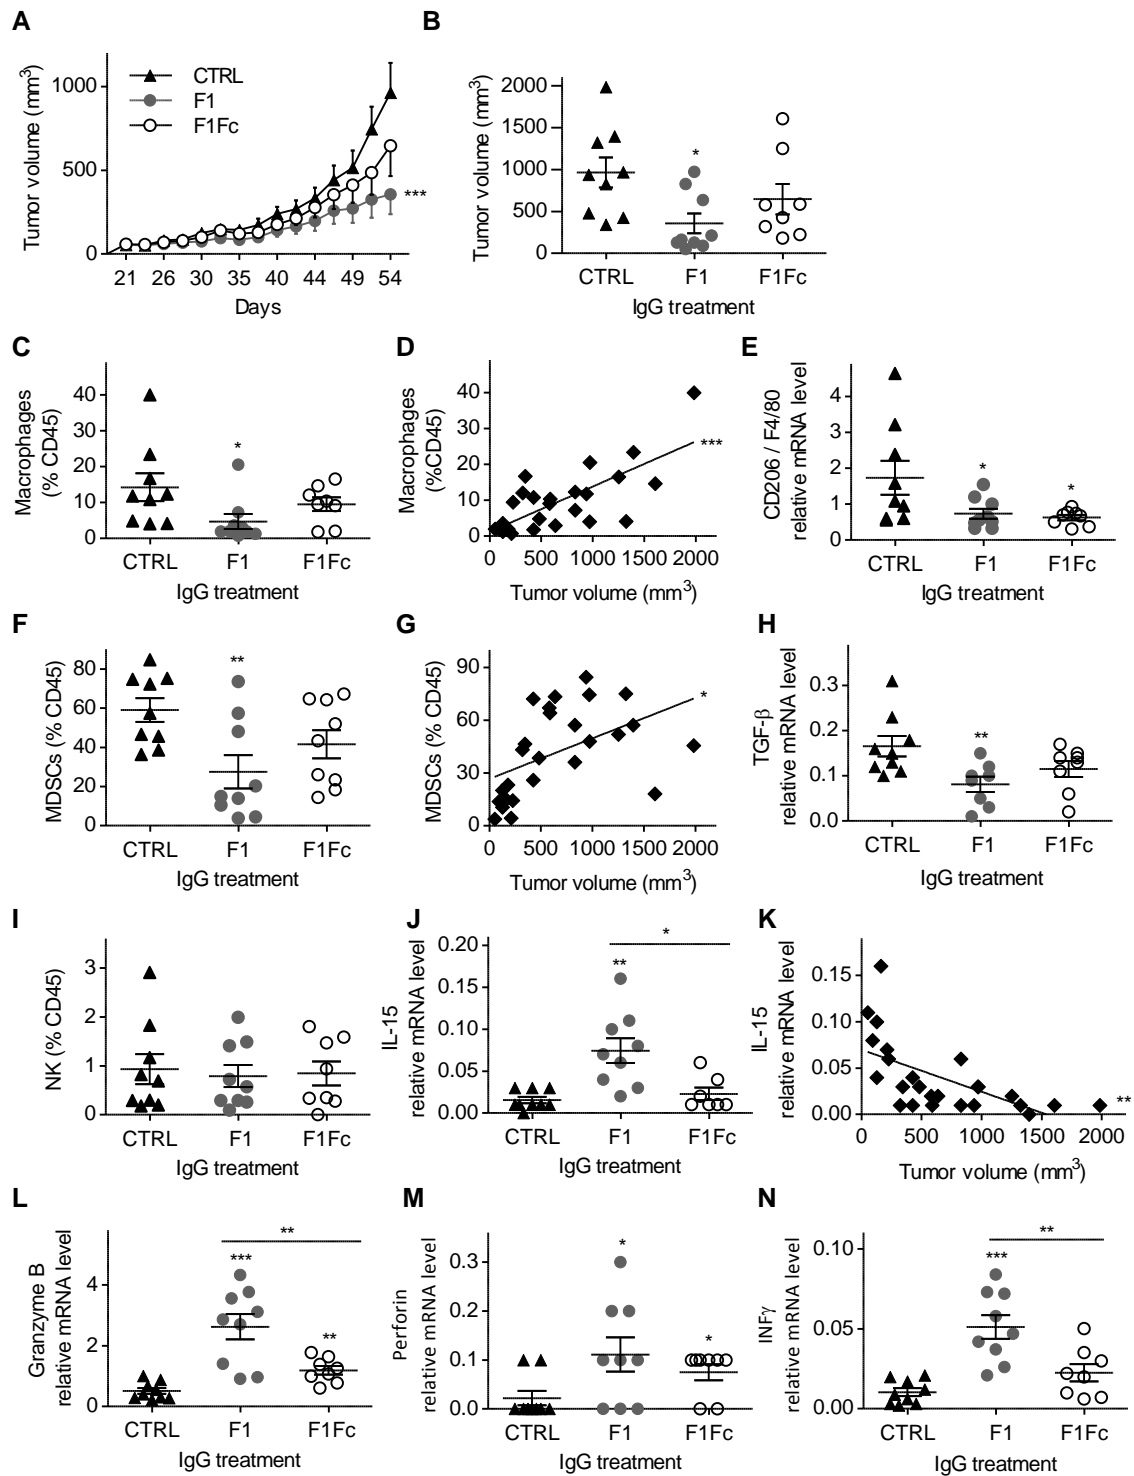 A
Tumor volume (mm3)
1000
500
0
CTRL
F1
F1Fc
***
21 26 30 35 40 44 49 54
Days
B
Tumor volume (mm3)
2000
1500
1000
500
0
*
CTRL F1 F1Fc
IgG treatment
C
Macrophages
(% CD45)
40
30
20
10
0
*
CTRL F1 F1Fc
IgG treatment
D
Macrophages
(%CD45)
40
30
20
10
0
***
0 500 1000 1500 2000
Tumor volume (mm3)
E
CD206 / F4/80
relative mRNA level
4
3
2
1
0
*
*
CTRL F1 F1Fc
IgG treatment
F
MDSCs (% CD45)
80
60
40
20
0
**
CTRL F1 F1Fc
IgG treatment
G
MDSCs (% CD45)
90
60
30
0
*
0 500 1000 1500 2000
Tumor volume (mm3)
H
TGF-β
relative mRNA level
0.3
0.2
0.1
0.0
**
CTRL F1 F1Fc
IgG treatment
I
NK (% CD45)
3
2
1
0
CTRL F1 F1Fc
IgG treatment
J
IL-15
relative mRNA level
0.20
0.15
0.10
0.05
0.00
*
**
CTRL F1 F1Fc
IgG treatment
K
IL-15
relative mRNA level
0.15
0.10
0.05
0.00
**
0 500 1000 1500 2000
Tumor volume (mm3)
L
Granzyme B
relative mRNA level
4
2
0
**
***
**
CTRL F1 F1Fc
IgG treatment
M
Perforin
relative mRNA level
0.3
0.2
0.1
0.0
*
*
CTRL F1 F1Fc
IgG treatment
N
INFγ
relative mRNA level
0.10
0.05
0.00
**
***
CTRL F1 F1Fc
IgG treatment